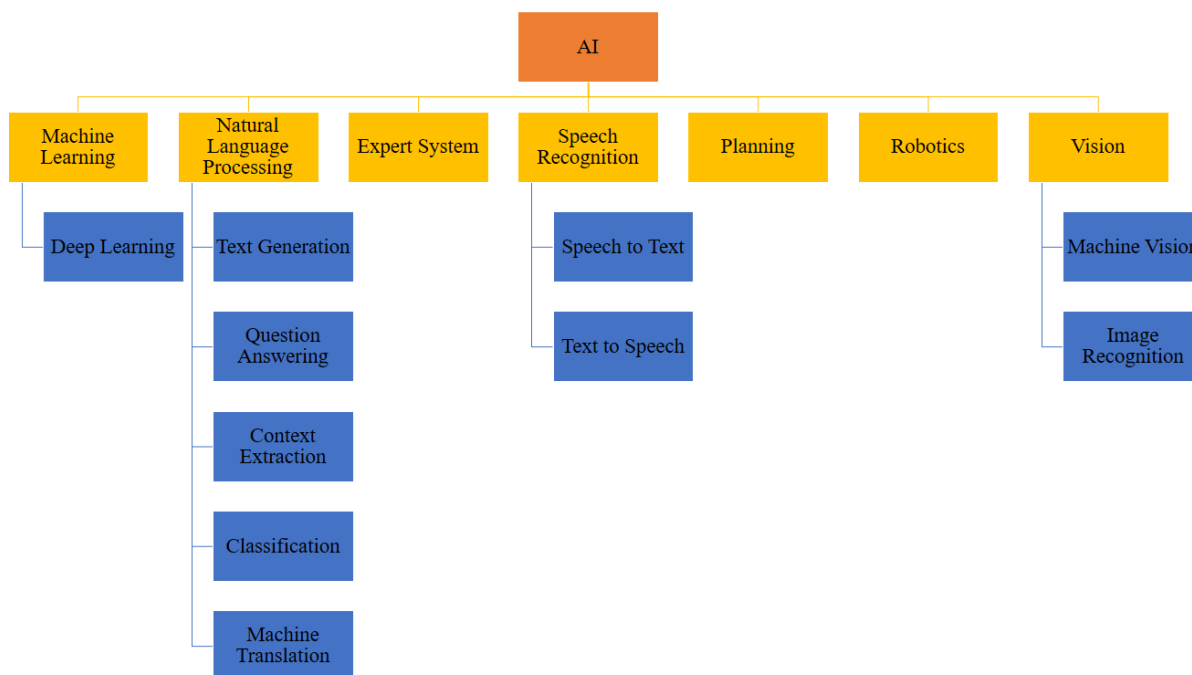 AI
Machine
Learning
Natural
Language
Processing
Expert System
Speech
Recognition
Planning
Robotics
Vision
Deep Learning
Text Generation
Speech to Text
Machine Vision
Question
Answering
Text to Speech
Image
Recognition
Context
Extraction
Classification
Machine
Translation